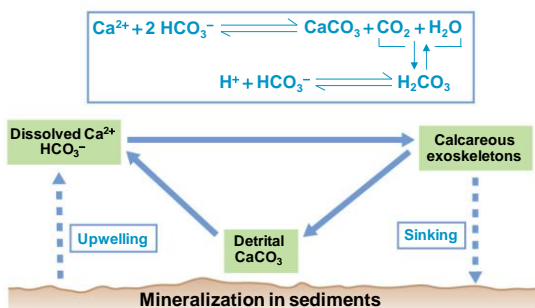 Ca²⁺ + 2 HCO₃⁻ ⇌ CaCO₃ + CO₂ + H₂O
H⁺ + HCO₃⁻ ⇌ H₂CO₃
Dissolved Ca²⁺
HCO₃⁻
Calcareous
exoskeletons
Upwelling
Detrital
CaCO₃
Sinking
Mineralization in sediments